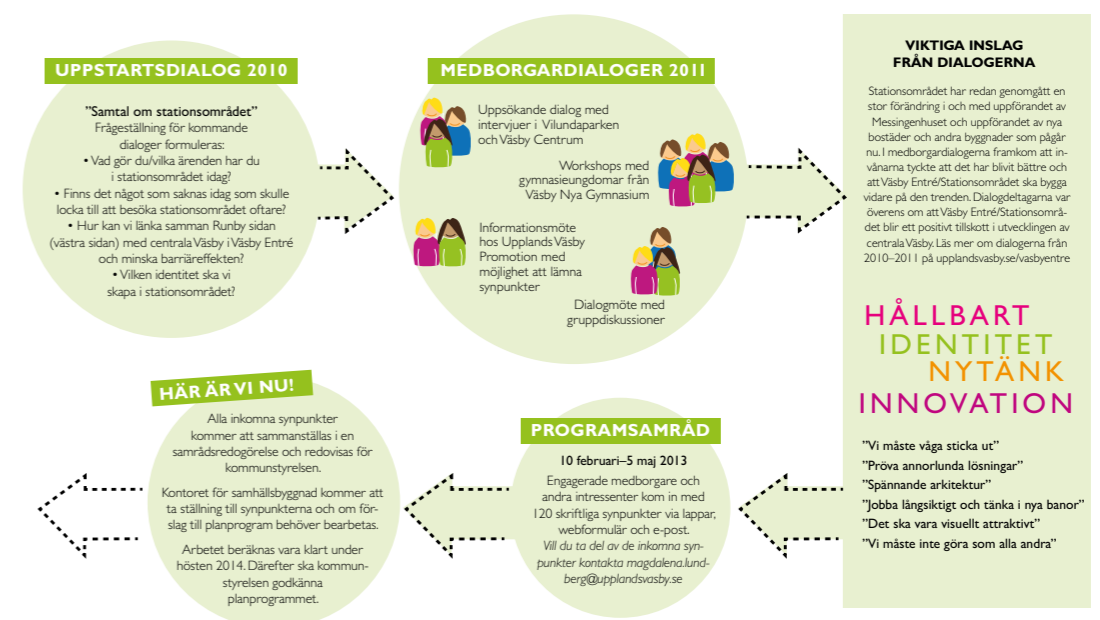 UPPSTARTSDIALOG 2010
”Samtal om stationsområdet”
Frågeställning för kommande
dialoger formuleras:
• Vad gör du/vilka ärenden har du
i stationsområdet idag?
• Finns det något som saknas idag som skulle
locka till att besöka stationsområdet oftare?
• Hur kan vi länka samman Runby sidan
(västra sidan) med centrala Väsby i Väsby Entré
och minska barriäreffekten?
• Vilken identitet ska vi
skapa i stationsområdet?
MEDBORGARDIALOGER 2011
Uppsökande dialog med
intervjuer i Vilundaparken
och Väsby Centrum
Workshops med
gymnasieungdomar från
Väsby Nya Gymnasium
Informationsmöte
hos Upplands Väsby
Promotion med
möjlighet att lämna
synpunkter
Dialogmöte med
gruppdiskussioner
VIKTIGA INSLAG
FRÅN DIALOGERNA
Stationsområdet har redan genomgått en
stor förändring i och med uppförandet av
Messingenhuset och uppförandet av nya
bostäder och andra byggnader som pågår
nu. I medborgardialogerna framkom att in-
vånarna tyckte att det har blivit bättre och
att Väsby Entré/Stationsområdet ska bygga
vidare på den trenden. Dialogdeltagarna var
överens om att Väsby Entré/Stationsområ-
det blir ett positivt tillskott i utvecklingen av
centrala Väsby. Läs mer om dialogerna från
2010–2011 på upplandsvasby.se/vasbyentre
HÅLLBART
IDENTITET
NYTÄNK
INNOVATION
”Vi måste våga sticka ut”
”Pröva annorlunda lösningar”
”Spännande arkitektur”
”Jobba långsiktigt och tänka i nya banor”
”Det ska vara visuellt attraktivt”
”Vi måste inte göra som alla andra”
PROGRAMSAMRÅD
10 februari–5 maj 2013
Engagerade medborgare och
andra intressenter kom in med
120 skriftliga synpunkter via lappar,
webformulär och e-post.
Vill du ta del av de inkomna syn-
punkter kontakta magdalena.lund-
berg@upplandsvasby.se
HÄR ÄR VI NU!
Alla inkomna synpunkter
kommer att sammanställas i en
samrådsredogörelse och redovisas för
kommunstyrelsen.
Kontoret för samhällsbyggnad kommer att
ta ställning till synpunkterna och om för-
slag till planprogram behöver bearbetas.
Arbetet beräknas vara klart under
hösten 2014. Därefter ska kommun-
styrelsen godkänna
planprogrammet.